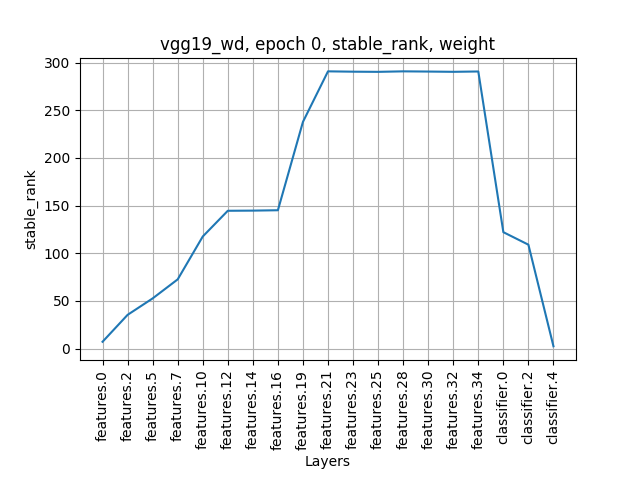 vgg19_wd, epoch 0, stable_rank, weight
300
250
200
150
100
50
0
stable_rank
features.0
features.2
features.5
features.7
features.10
features.12
features.14
features.16
features.19
features.21
features.23
features.25
features.28
features.30
features.32
features.34
classifier.0
classifier.2
classifier.4
Layers